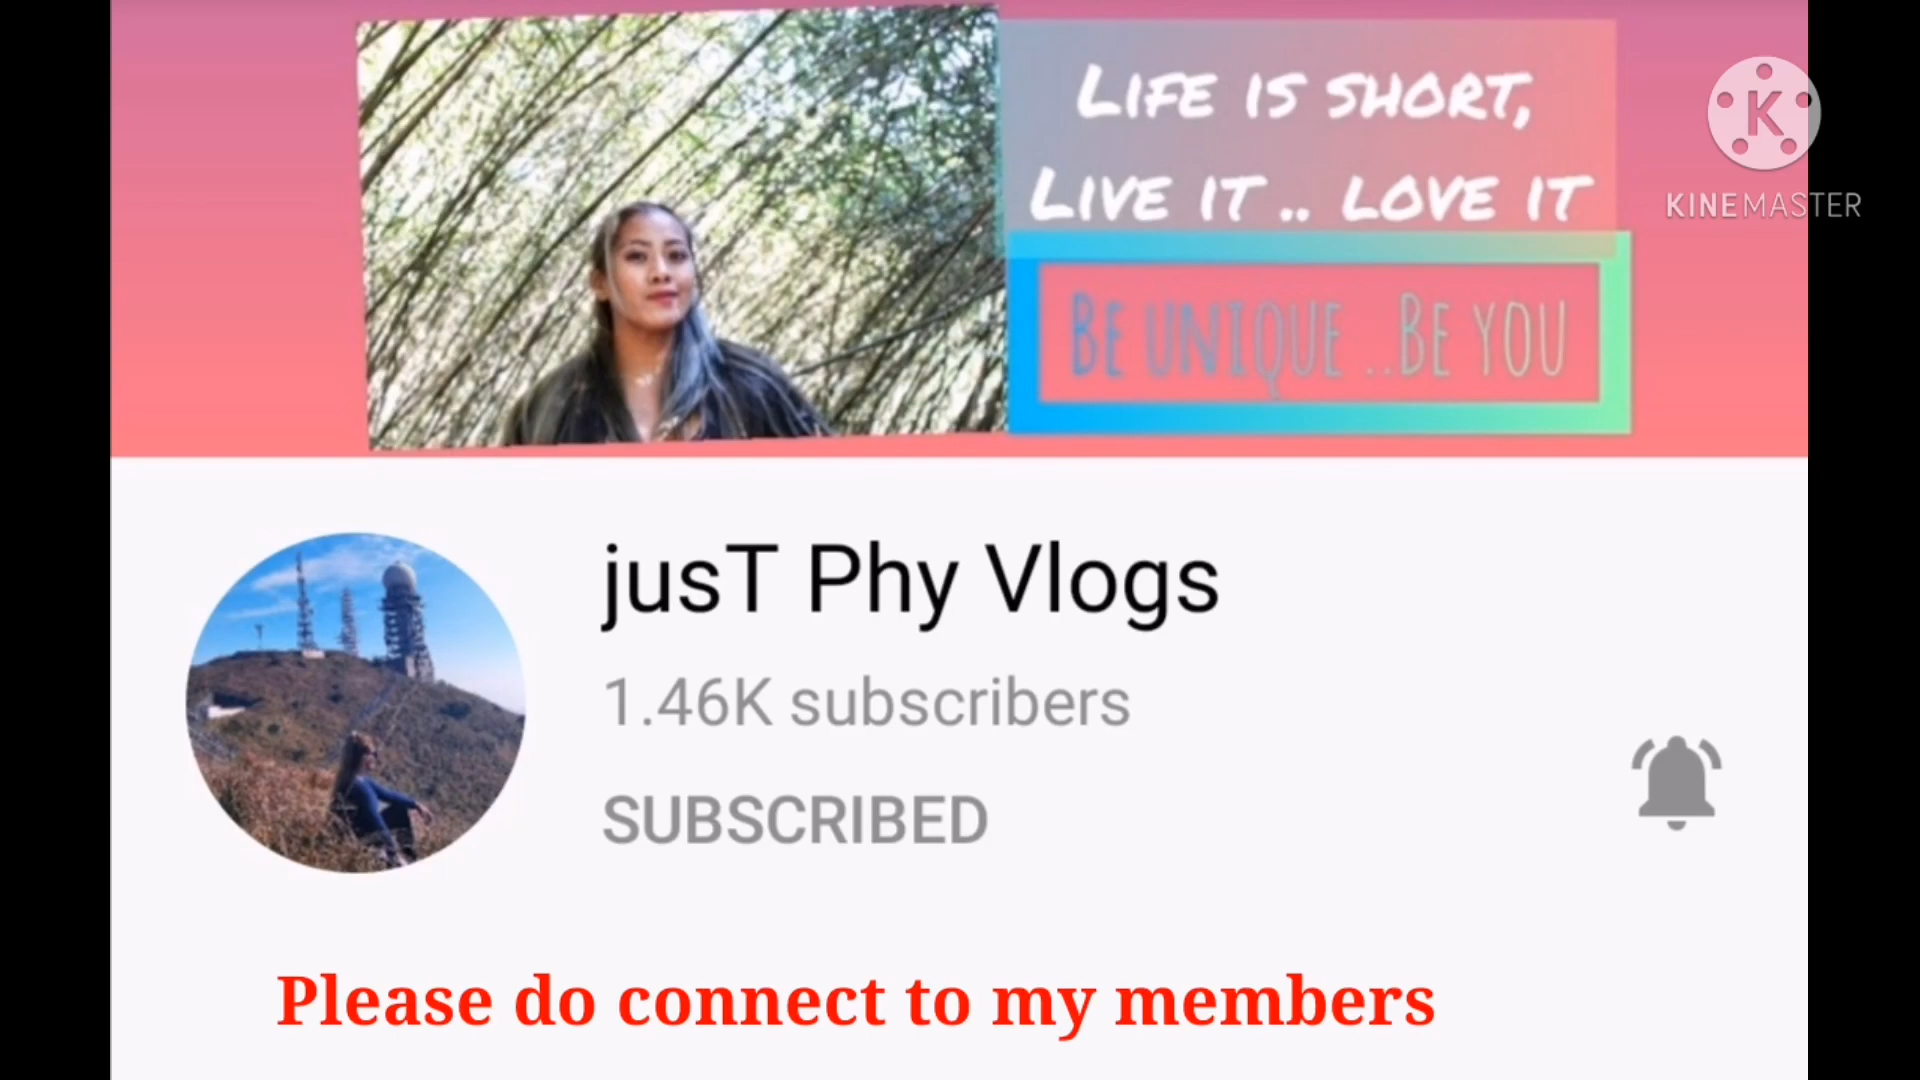 LIFE IS SHORT,
LIVE IT .. LOVE IT
BE UNIQUE ..BE YOU
K
KINEMASTER
jusT Phy Vlogs
1.46K subscribers
SUBSCRIBED
Please do connect to my members